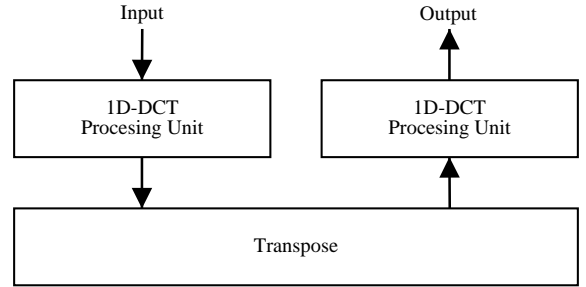 Input
Output
1D-DCT
Procesing Unit
1D-DCT
Procesing Unit
Transpose